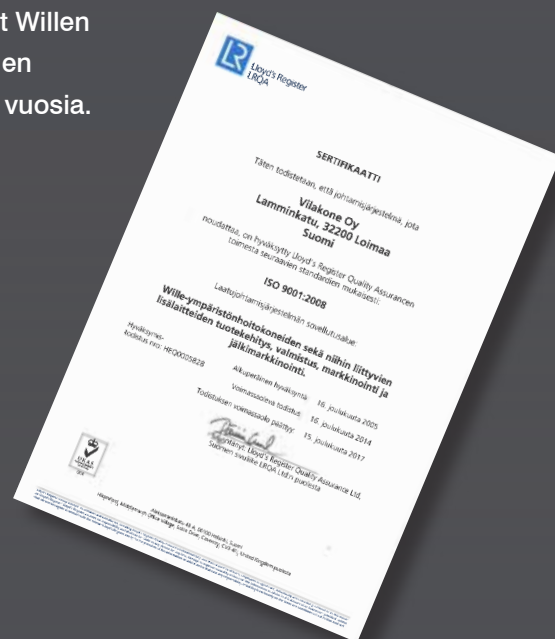 t Willen
en
vuosia.
Lloyd's Register
LRQA
SERTIFIKAATTI
Täten todistetaan, että johtamisjärjestelmä, jota
Vilakone Oy
Lamminkatu, 32200 Loimaa
Suomi
noudattaa, on hyväksytty Lloyd's Register Quality Assurancen
toimesta seuraavien standardien mukaisesti:
ISO 9001:2008
Laatujohtamisjärjestelmän sovellutusalue:
Wille-ympäristönhoitokoneiden sekä niihin liittyvien
lisälaitteiden tuotekehitys, valmistus, markkinointi ja
jälkimarkkinointi.
Hyväksymis-
todistus nro: HEQ0025828
Alkuperäinen hyväksyntä: 16. joulukuuta 2005
Voimassaoleva todistus: 16. joulukuuta 2014
Todistuksen voimassaolo päättyy: 15. joulukuuta 2017
Lloyd's Register Quality Assurance Ltd,
Suomen sivuliike LRQA Ltd:n puolesta